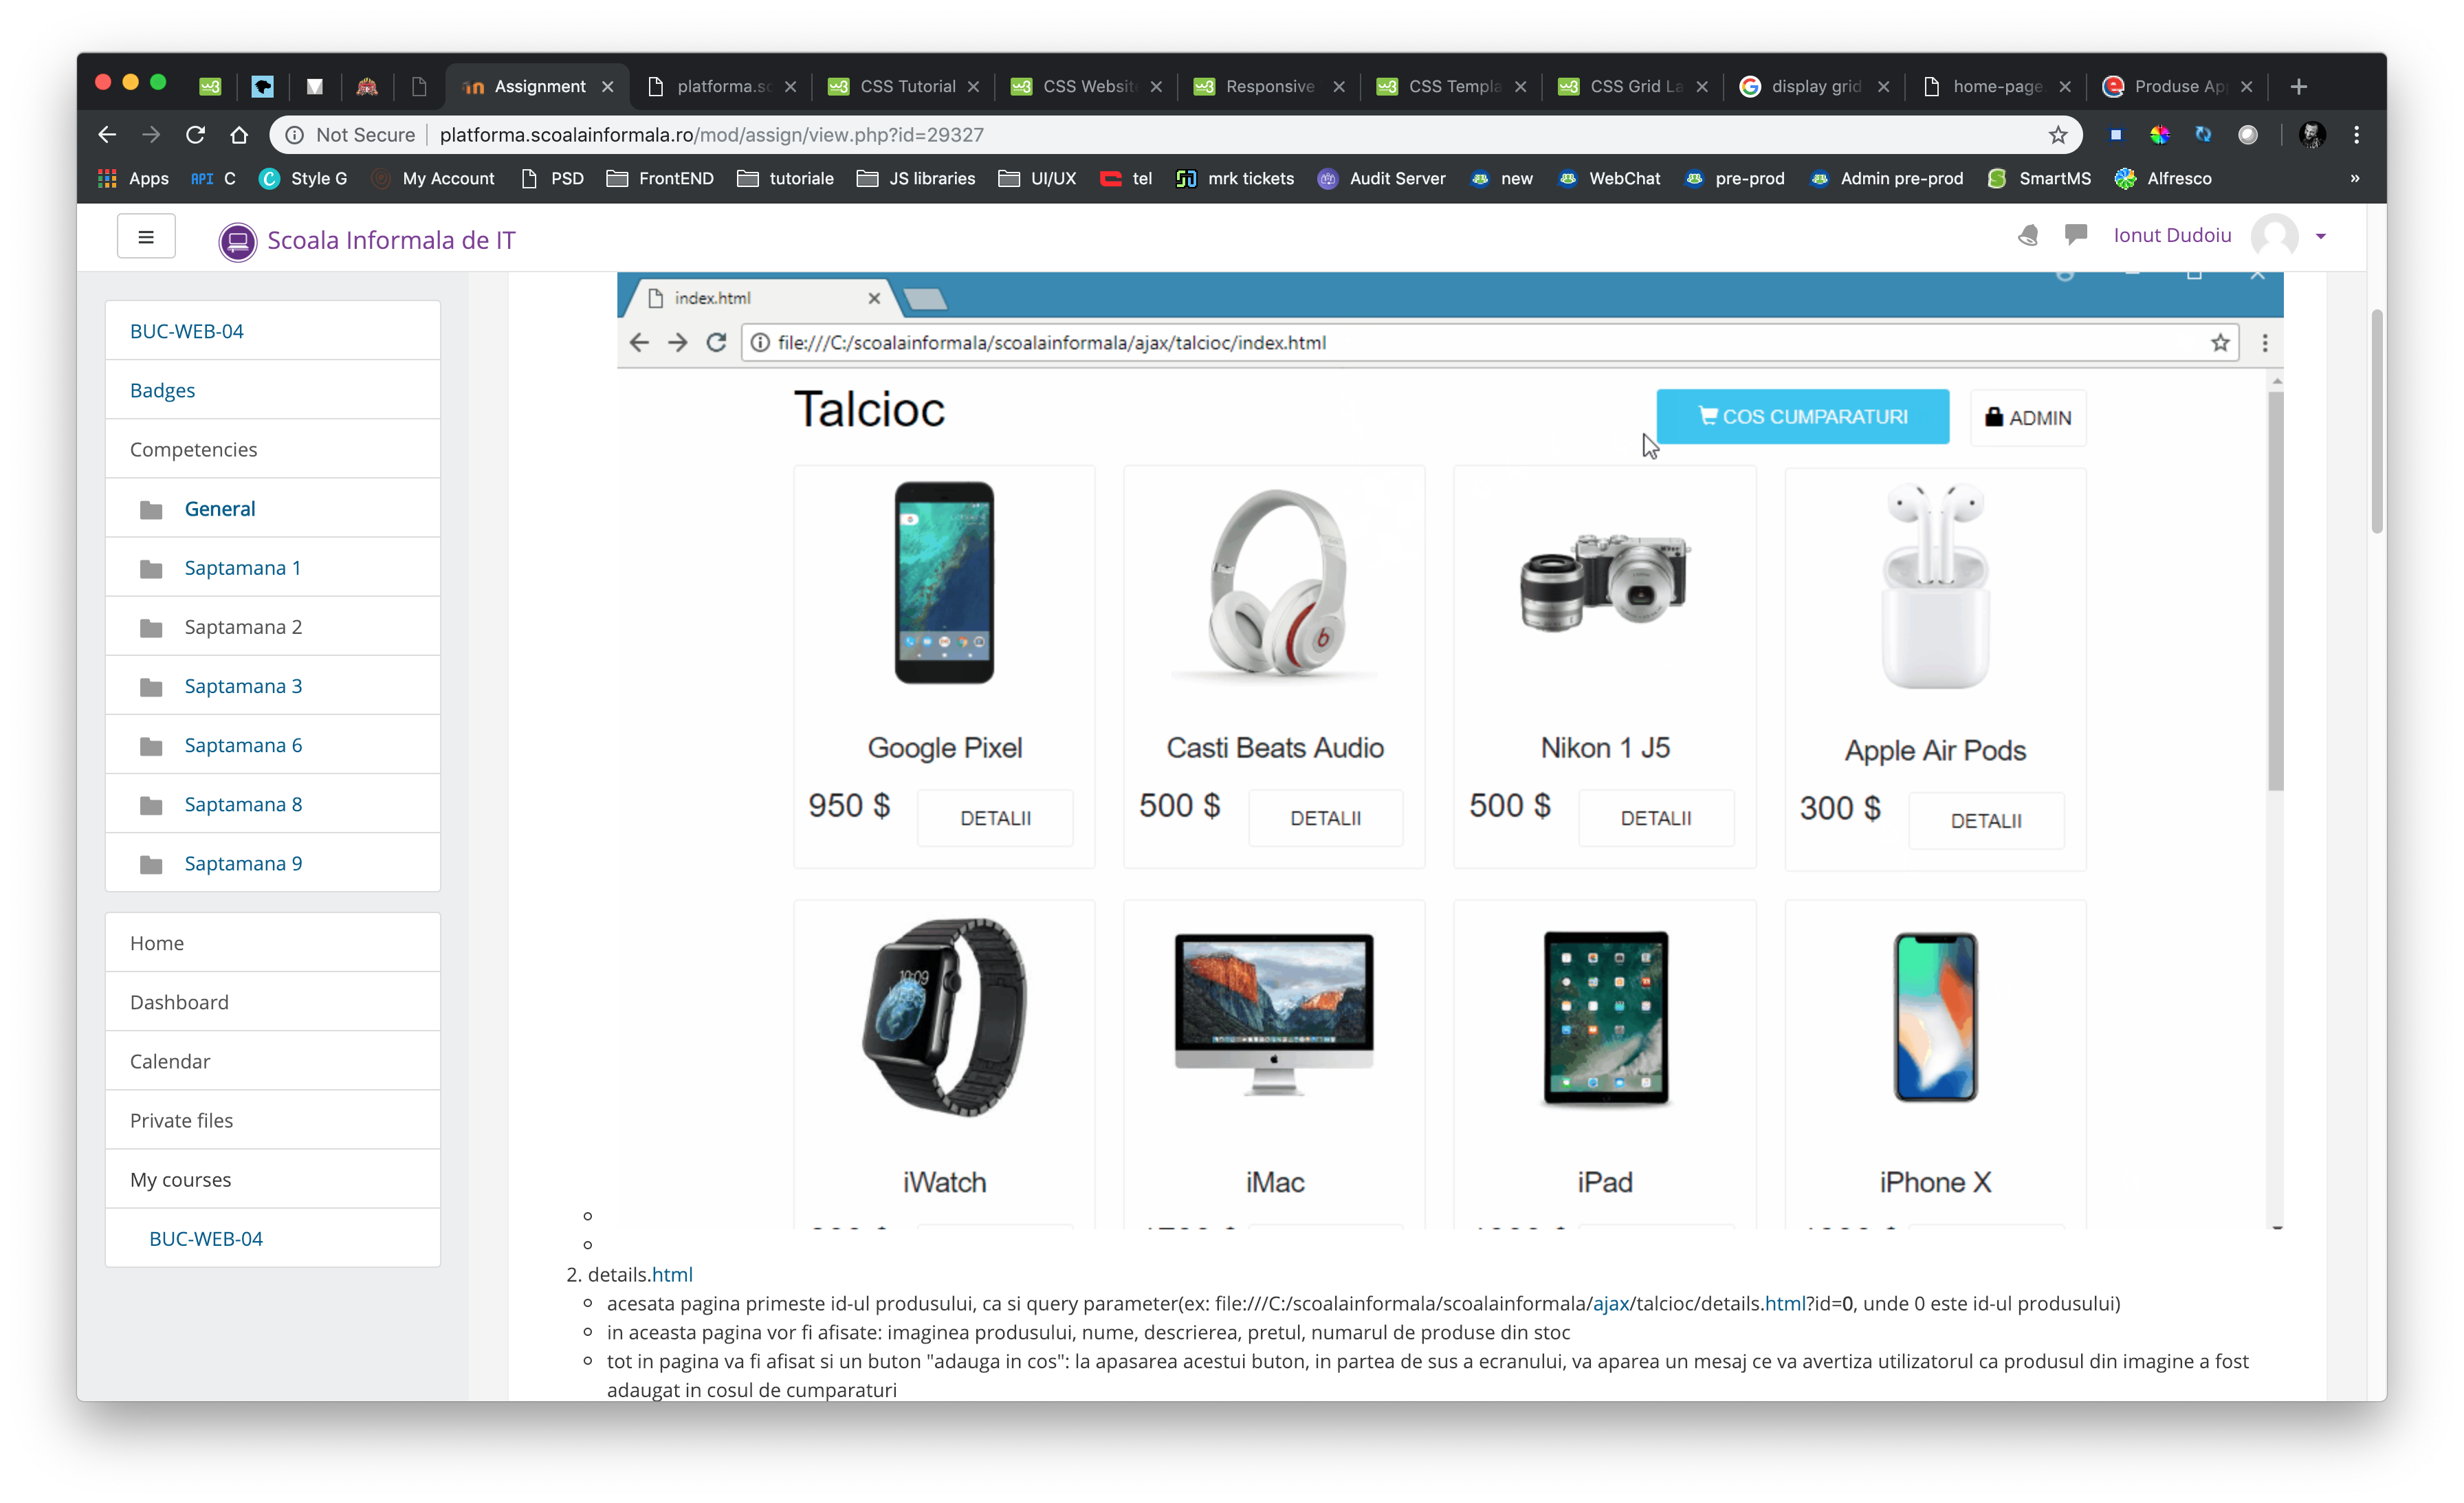 Assignment
platforma.sc
CSS Tutorial
CSS Websit
Responsive
CSS Templa
CSS Grid La
display grid
home-page.
Produse Ap
Not Secure platforma.scoalainformala.ro/mod/assign/view.php?id=29327
Apps API C Style G My Account PSD FrontEND tutoriale JS libraries UI/UX tel mrk tickets Audit Server new WebChat pre-prod Admin pre-prod SmartMS Alfresco »
Scoala Informala de IT
Ionut Dudoiu
BUC-WEB-04
Badges
Competencies
General
Saptamana 1
Saptamana 2
Saptamana 3
Saptamana 6
Saptamana 8
Saptamana 9
Home
Dashboard
Calendar
Private files
My courses
BUC-WEB-04
index.html
file:///C:/scoalainformala/scoalainformala/ajax/talcioc/index.html
Talcioc
COS CUMPARATURI
ADMIN
Google Pixel
950 $ DETALII
Casti Beats Audio
500 $ DETALII
Nikon 1 J5
500 $ DETALII
Apple Air Pods
300 $ DETALII
10:09
iWatch
iMac
iPad
iPhone X
2. details.html
acesata pagina primeste id-ul produsului, ca si query parameter(ex: file:///C:/scoalainformala/scoalainformala/ajax/talcioc/details.html?id=0, unde 0 este id-ul produsului)
in aceasta pagina vor fi afisate: imaginea produsului, nume, descrierea, pretul, numarul de produse din stoc
tot in pagina va fi afisat si un buton "adauga in cos": la apasarea acestui buton, in partea de sus a ecranului, va aparea un mesaj ce va avertiza utilizatorul ca produsul din imagine a fost
adaugat in cosul de cumparaturi